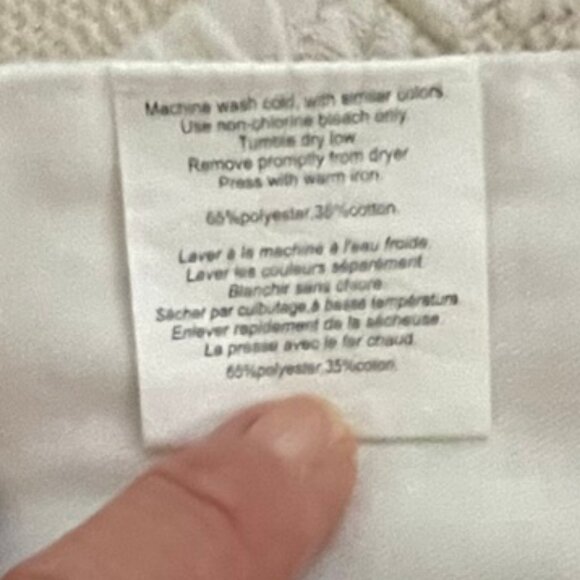 Machine wash cold, with similar colors.
Use non-chlorine bleach only.
Tumble dry low.
Remove promptly from dryer
Press with warm iron.
65%polyester,35%cotton.
Laver à la machine à l'eau froide.
Laver les couleurs séparément.
Blanchir sans chlore.
Sécher par culbutage,à basse température.
Enlever rapidement de la sécheuse.
La presse avec le fer chaud.
65%polyester,35%coton.